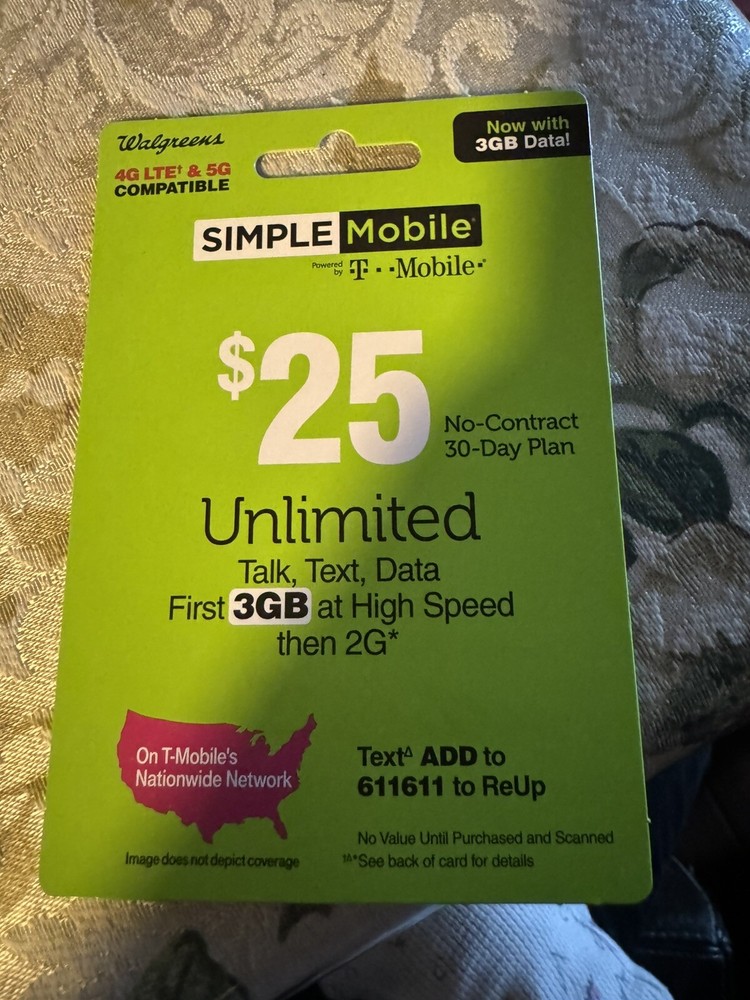 Walgreens
4G LTE† & 5G
COMPATIBLE
Now with
3GB Data!
SIMPLE Mobile
Powered by T··Mobile·
$25
No-Contract
30-Day Plan
Unlimited
Talk, Text, Data
First 3GB at High Speed
then 2G*
On T-Mobile's
Nationwide Network
Image does not depict coverage
TextΔ ADD to
611611 to ReUp
No Value Until Purchased and Scanned
†Δ*See back of card for details